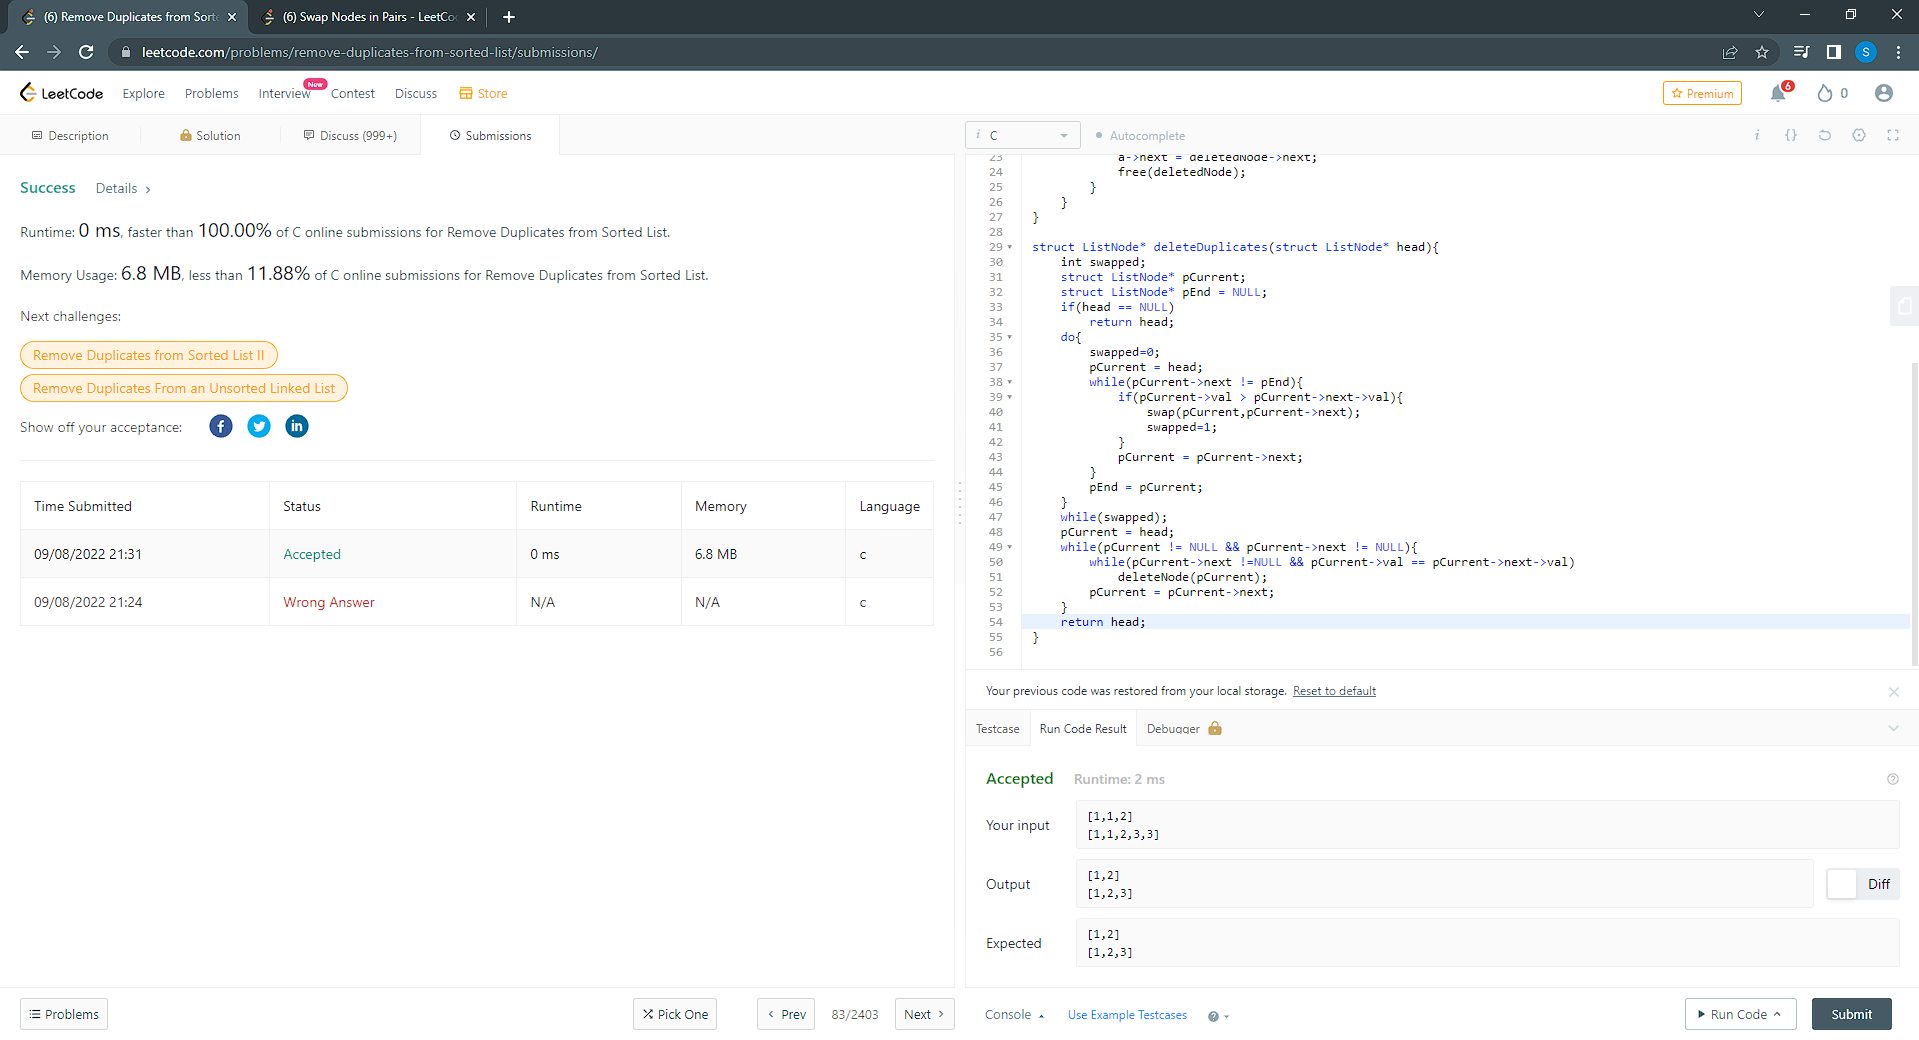 (6) Remove Duplicates from Sort
(6) Swap Nodes in Pairs - LeetCo
leetcode.com/problems/remove-duplicates-from-sorted-list/submissions/
S
LeetCode
Explore
Problems
Interview
New
Contest
Discuss
Store
Premium
6
0
Description
Solution
Discuss (999+)
Submissions
i C
Autocomplete
i
{}
Success
Details >
Runtime: 0 ms, faster than 100.00% of C online submissions for Remove Duplicates from Sorted List.
Memory Usage: 6.8 MB, less than 11.88% of C online submissions for Remove Duplicates from Sorted List.
Next challenges:
Remove Duplicates from Sorted List II
Remove Duplicates From an Unsorted Linked List
Show off your acceptance:
f
in
Time Submitted Status Runtime Memory Language
09/08/2022 21:31 Accepted 0 ms 6.8 MB c
09/08/2022 21:24 Wrong Answer N/A N/A c
23 a->next = deletedNode->next;
24 free(deletedNode);
25 }
26 }
27 }
28
29 struct ListNode* deleteDuplicates(struct ListNode* head){
30 int swapped;
31 struct ListNode* pCurrent;
32 struct ListNode* pEnd = NULL;
33 if(head == NULL)
34 return head;
35 do{
36 swapped=0;
37 pCurrent = head;
38 while(pCurrent->next != pEnd){
39 if(pCurrent->val > pCurrent->next->val){
40 swap(pCurrent,pCurrent->next);
41 swapped=1;
42 }
43 pCurrent = pCurrent->next;
44 }
45 pEnd = pCurrent;
46 }
47 while(swapped);
48 pCurrent = head;
49 while(pCurrent != NULL && pCurrent->next != NULL){
50 while(pCurrent->next !=NULL && pCurrent->val == pCurrent->next->val)
51 deleteNode(pCurrent);
52 pCurrent = pCurrent->next;
53 }
54 return head;
55 }
56
Your previous code was restored from your local storage. Reset to default
Testcase
Run Code Result
Debugger
Accepted
Runtime: 2 ms
Your input
[1,1,2]
[1,1,2,3,3]
Output
[1,2]
[1,2,3]
Diff
Expected
[1,2]
[1,2,3]
Problems
Pick One
< Prev
83/2403
Next >
Console
Use Example Testcases
Run Code
Submit